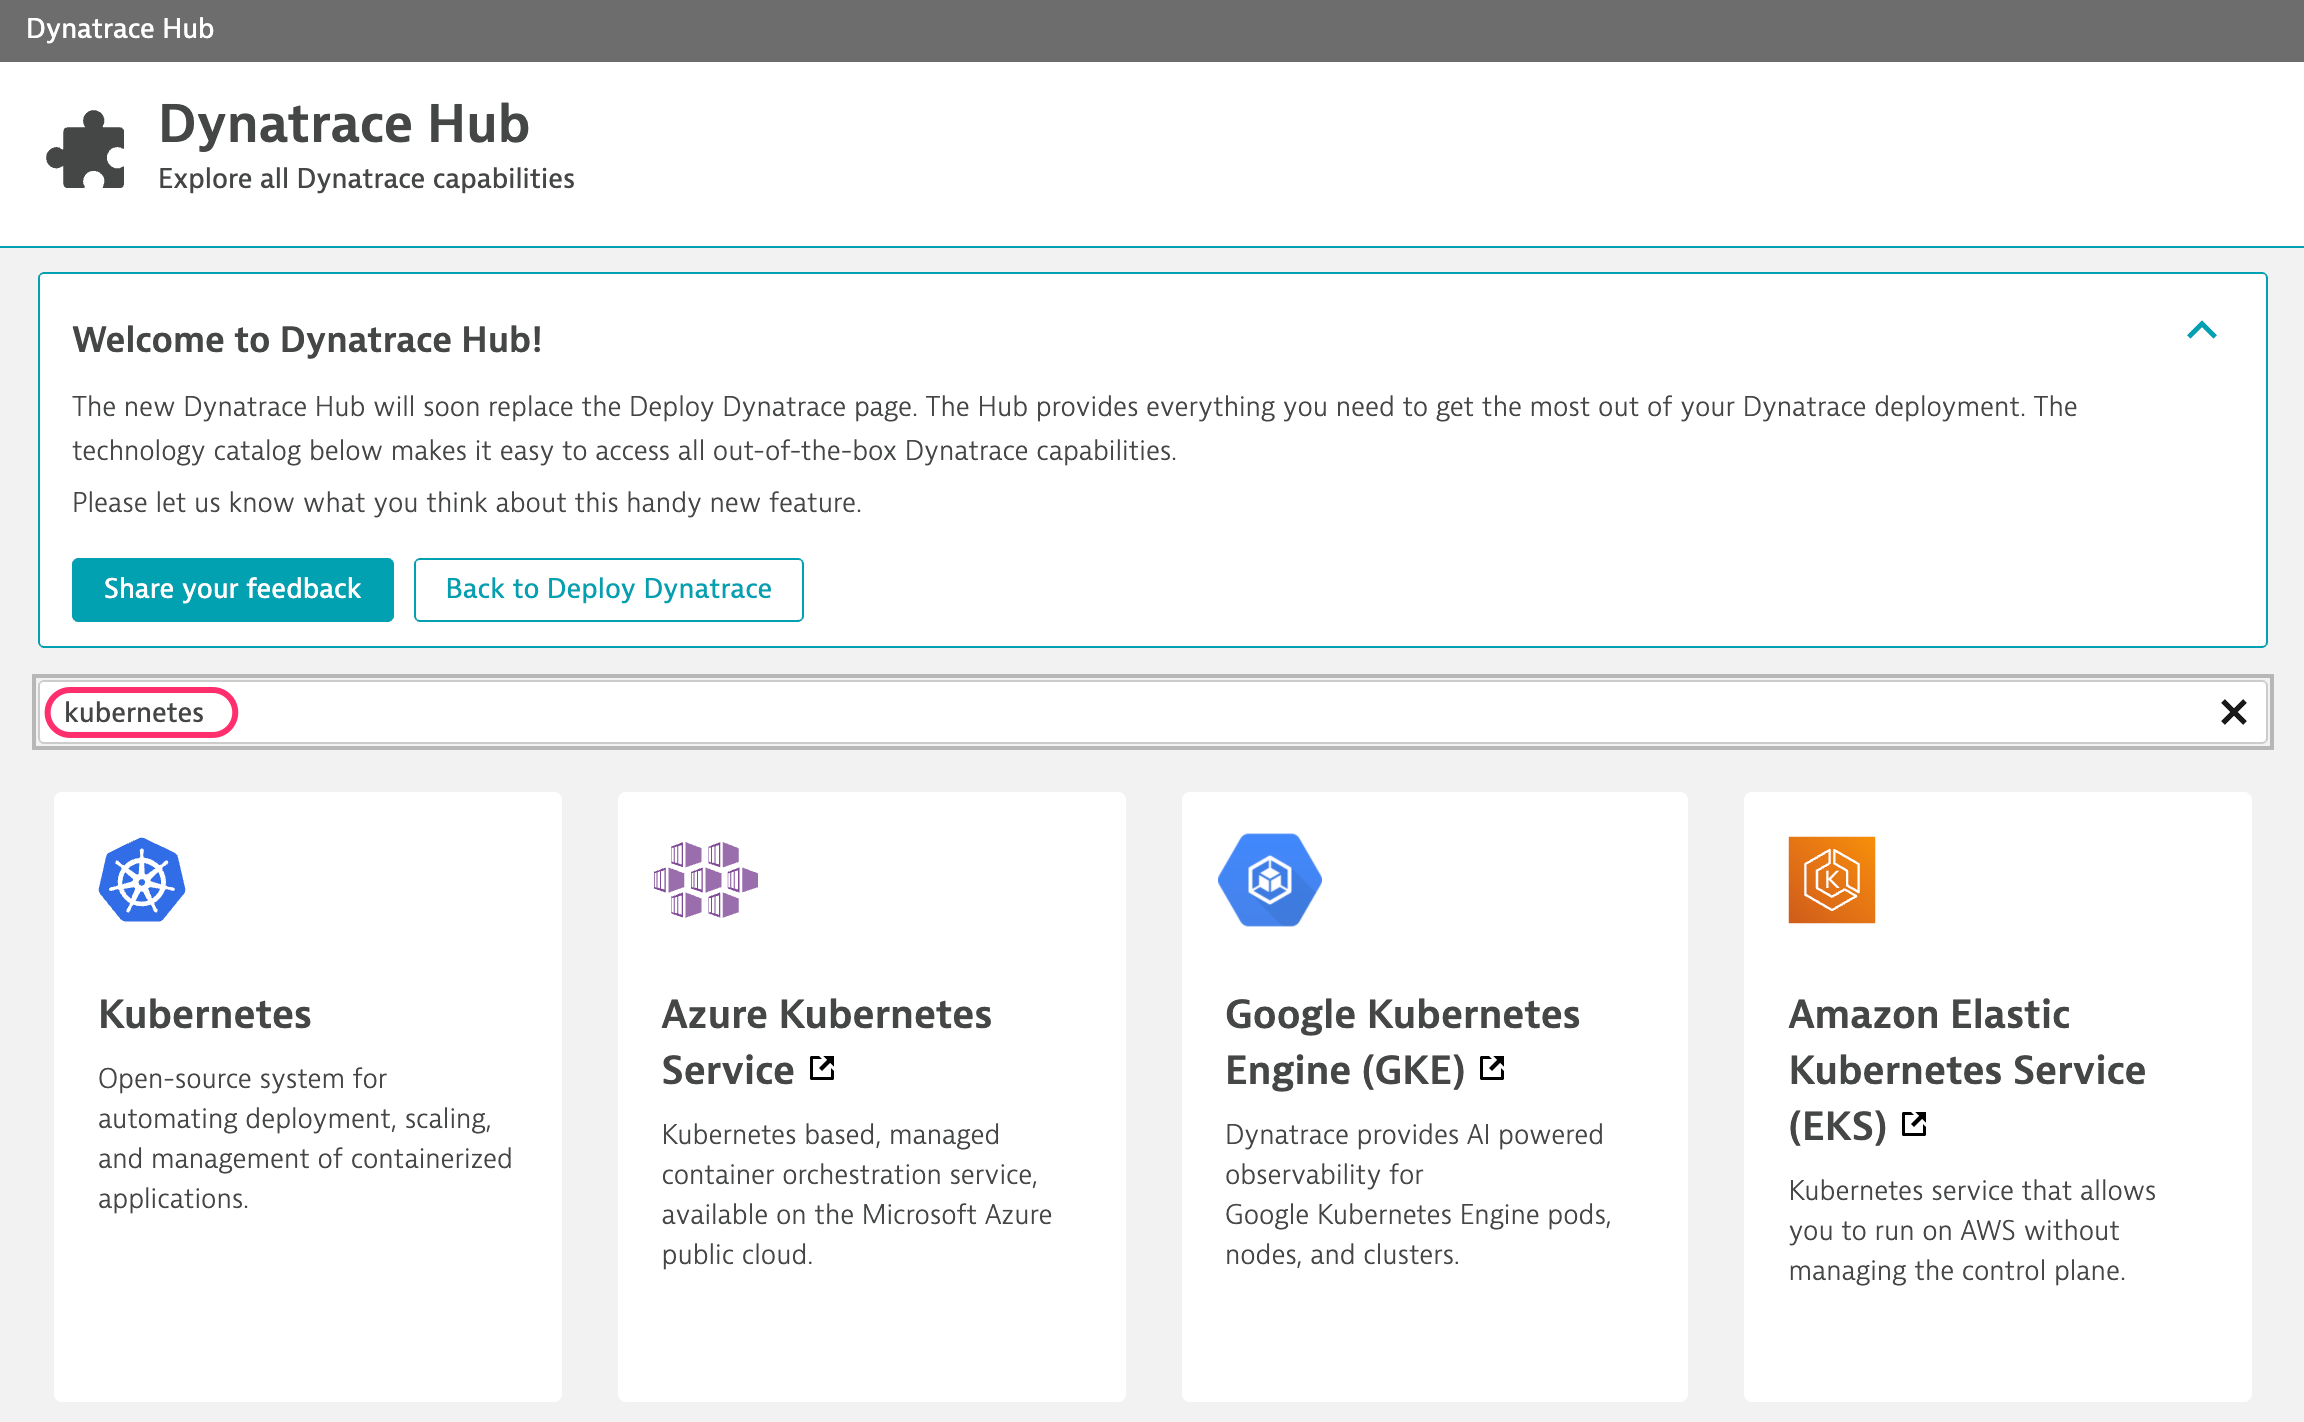 Dynatrace Hub
Dynatrace Hub
Explore all Dynatrace capabilities
Welcome to Dynatrace Hub!
The new Dynatrace Hub will soon replace the Deploy Dynatrace page. The Hub provides everything you need to get the most out of your Dynatrace deployment. The
technology catalog below makes it easy to access all out-of-the-box Dynatrace capabilities.
Please let us know what you think about this handy new feature.
Share your feedback
Back to Deploy Dynatrace
kubernetes
Kubernetes
Open-source system for
automating deployment, scaling,
and management of containerized
applications.
Azure Kubernetes
Service
Kubernetes based, managed
container orchestration service,
available on the Microsoft Azure
public cloud.
Google Kubernetes
Engine (GKE)
Dynatrace provides AI powered
observability for
Google Kubernetes Engine pods,
nodes, and clusters.
K
Amazon Elastic
Kubernetes Service
(EKS)
Kubernetes service that allows
you to run on AWS without
managing the control plane.